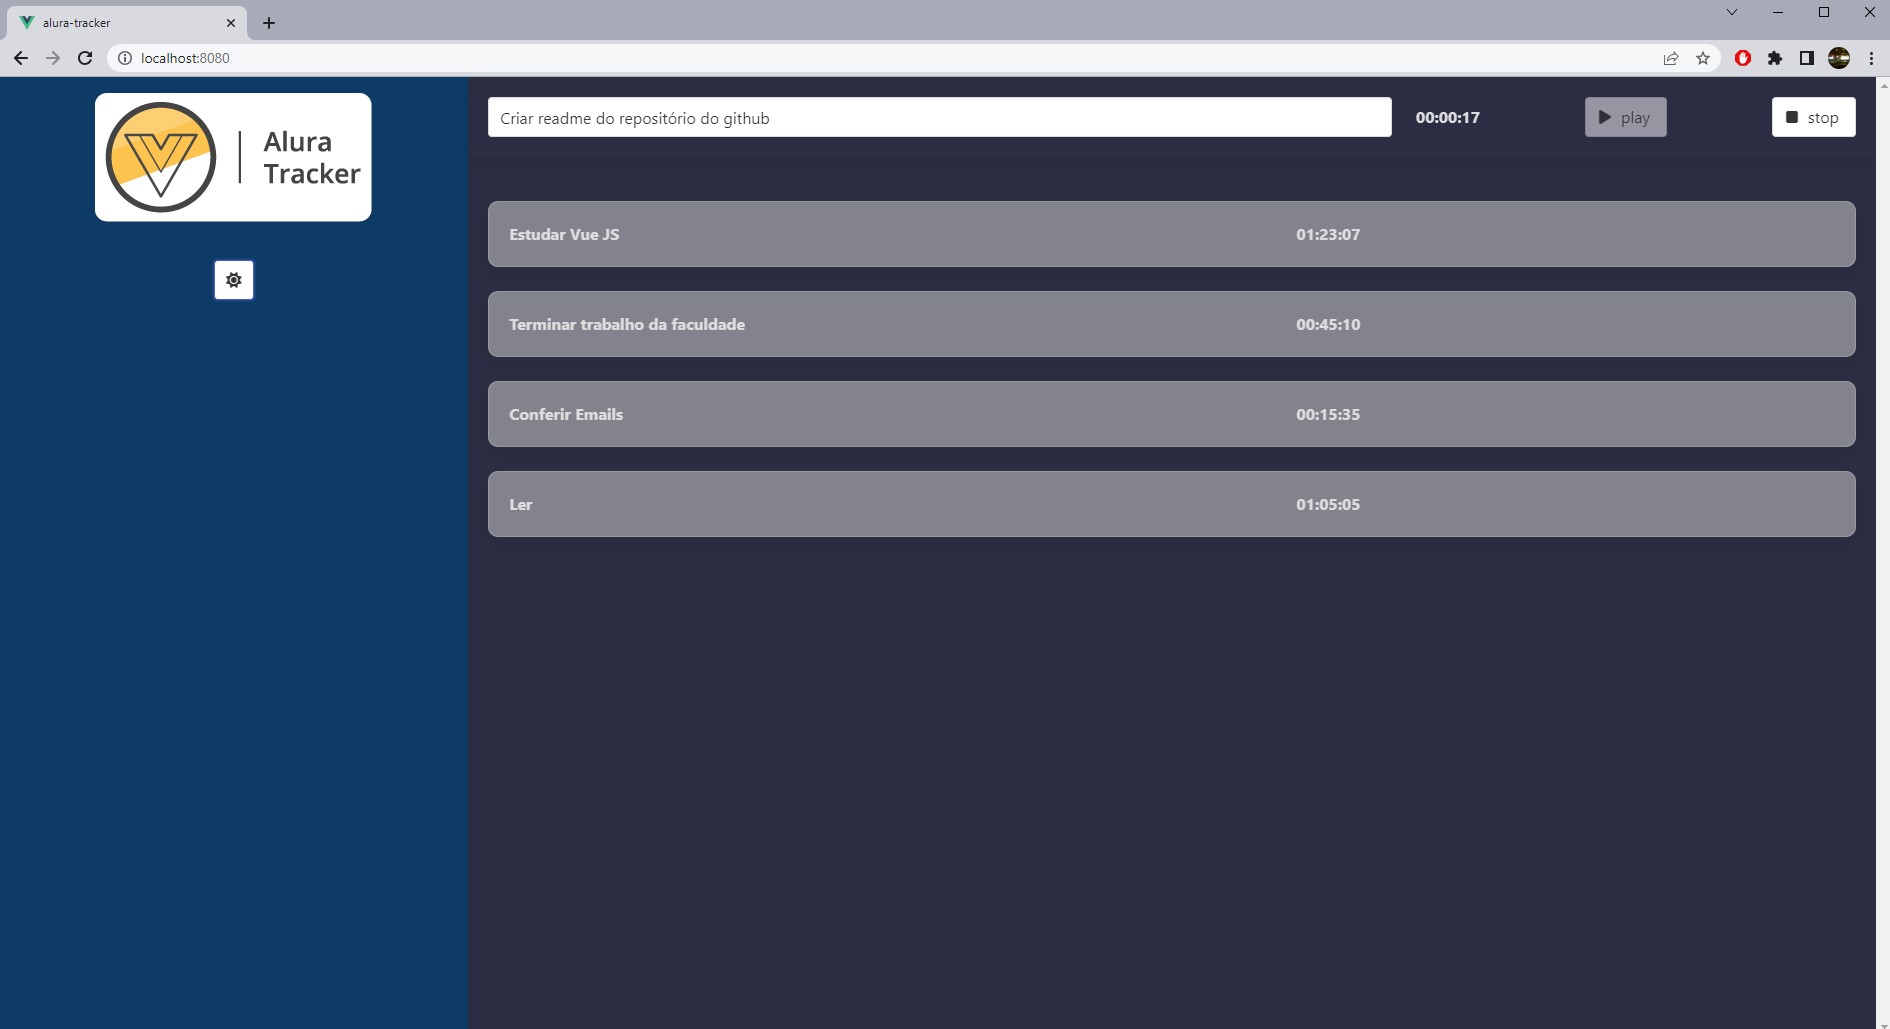 alura-tracker
localhost:8080
Alura
Tracker
Criar readme do repositório do github
00:00:17
play
stop
Estudar Vue JS
01:23:07
Terminar trabalho da faculdade
00:45:10
Conferir Emails
00:15:35
Ler
01:05:05